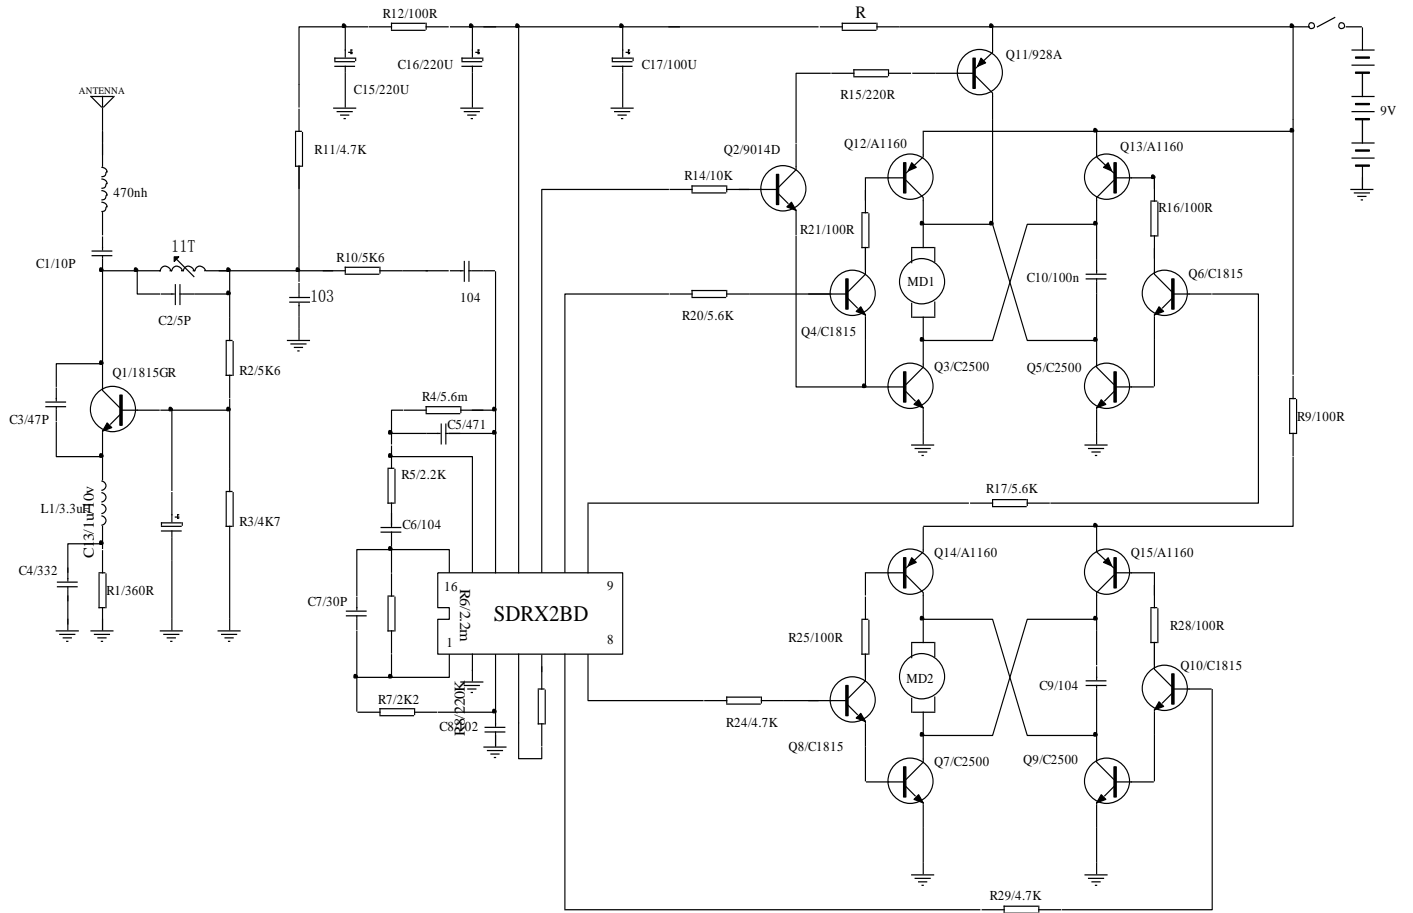 R12/100R
R
C16/220U
C17/100U
Q11/928A
C15/220U
R15/220R
ANTENNA
9V
R11/4.7K
Q2/9014D
Q12/A1160
Q13/A1160
R14/10K
470nh
R16/100R
R21/100R
11T
R10/5K6
C1/10P
MD1
C10/100n
Q6/C1815
103
104
C2/5P
R20/5.6K
Q4/C1815
Q1/1815GR
R2/5K6
Q3/C2500
Q5/C2500
R4/5.6m
C3/47P
C5/471
R9/100R
R5/2.2K
R17/5.6K
L1/3.3uH
C13/1u/10v
R3/4K7
C6/104
Q14/A1160
Q15/A1160
C4/332
R1/360R
C7/30P
16
9
R6/2.2m
SDRX2BD
1
8
R25/100R
R28/100R
Q10/C1815
MD2
C9/104
R7/2K2
R8/220K
C8/102
R24/4.7K
Q8/C1815
Q7/C2500
Q9/C2500
R29/4.7K